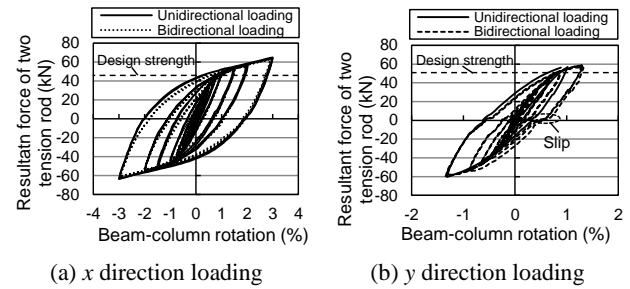 Unidirectional loading
Bidirectional loading
80
60
40
20
0
-20
-40
-60
-80
Design strength
Resultatn force of two
tension rod (kN)
-4 -3 -2 -1 0 1 2 3 4
Beam-column rotation (%)
(a) x direction loading
Unidirectional loading
Bidirectional loading
80
60
40
20
0
-20
-40
-60
-80
Design strength
Slip
Resultant force of two
tension rod (kN)
-2 -1 0 1 2
Beam-column rotation (%)
(b) y direction loading